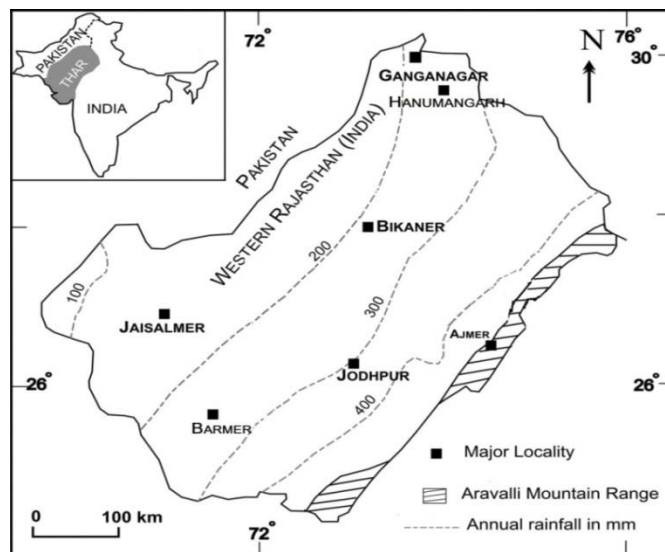 72
76
30
PAKISTAN
THAR
INDIA
N
GANGANAGAR
HANUMANGARH
PAKISTAN
WESTERN RAJASTHAN (INDIA)
BIKANER
200
100
300
JAISALMER
AJMER
JODHPUR
26
26
400
BARMER
Major Locality
Aravalli Mountain Range
Annual rainfall in mm
0 100 km
72